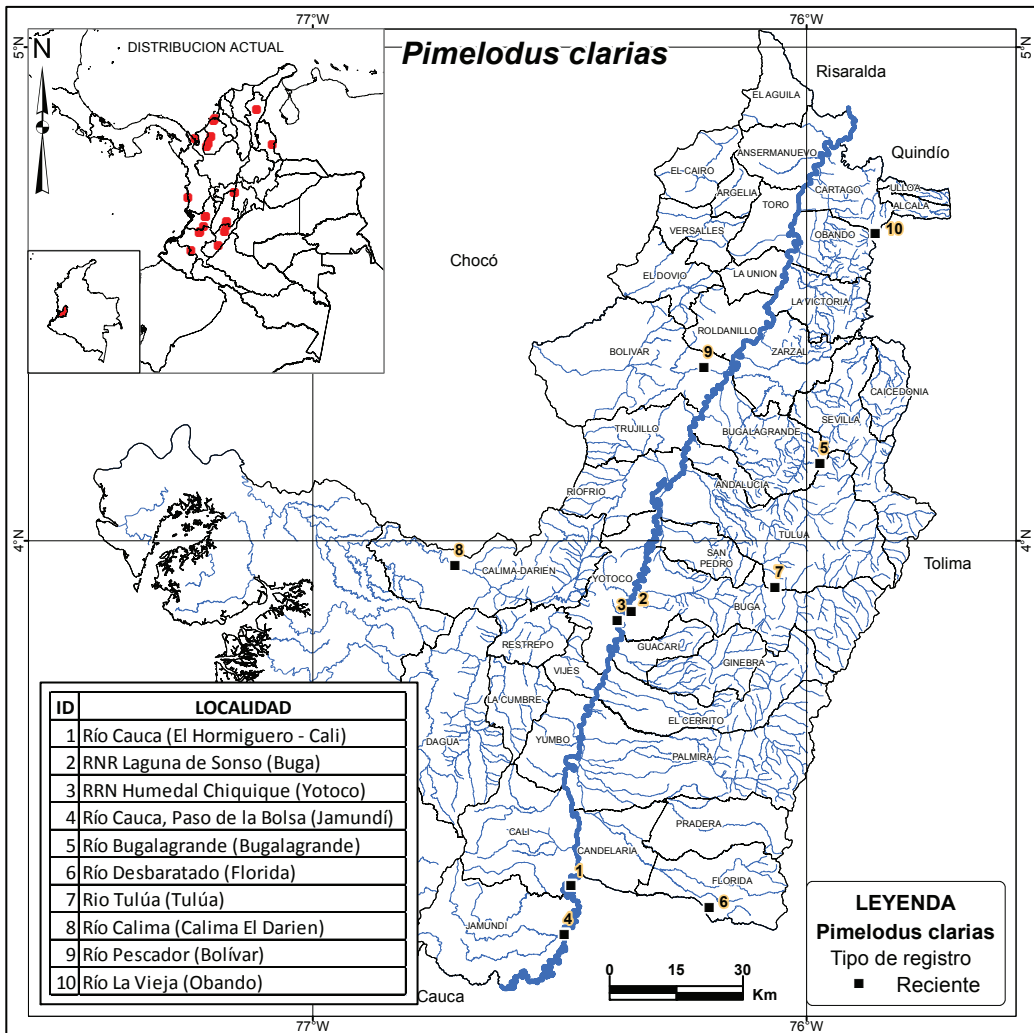 77°W
76°W
5°N
5°N
N
DISTRIBUCION ACTUAL
Pimelodus clarias
Risaralda
EL AGUILA
ANSERMANUEVO
Quindío
EL CAIRO
ARGELIA
CARTAGO
ULLOA
ALCALA
TORO
10
VERSALLES
OBANDO
Chocó
EL DOVIO
LA UNION
LA VICTORIA
ROLDANILLO
BOLIVAR
9
ZARZAL
CAICEDONIA
SEVILLA
TRUJILLO
BUGALAGRANDE
5
RIOFRIO
ANDALUCIA
TULUA
4°N
4°N
8
SAN
PEDRO
Tolima
CALIMA-DARIEN
YOTOCO
7
3
2
BUGA
GUACARI
RESTREPO
GINEBRA
VIJES
LA CUMBRE
EL CERRITO
DAGUA
YUMBO
PALMIRA
ID LOCALIDAD
1 Río Cauca (El Hormiguero - Cali)
2 RNR Laguna de Sonso (Buga)
3 RRN Humedal Chiquique (Yotoco)
4 Río Cauca, Paso de la Bolsa (Jamundí)
5 Río Bugalagrande (Bugalagrande)
6 Río Desbaratado (Florida)
7 Rio Tulúa (Tulúa)
8 Río Calima (Calima El Darien)
9 Río Pescador (Bolívar)
10 Río La Vieja (Obando)
PRADERA
CALI
CANDELARIA
1
FLORIDA
6
JAMUNDI
4
Cauca
0 15 30
Km
LEYENDA
Pimelodus clarias
Tipo de registro
Reciente
77°W
76°W